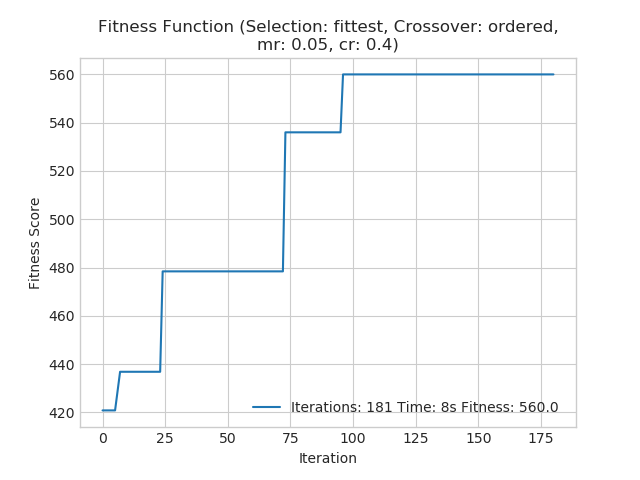 Fitness Function (Selection: fittest, Crossover: ordered,
mr: 0.05, cr: 0.4)
560
540
520
500
480
460
440
420
Fitness Score
Iterations: 181 Time: 8s Fitness: 560.0
0 25 50 75 100 125 150 175
Iteration